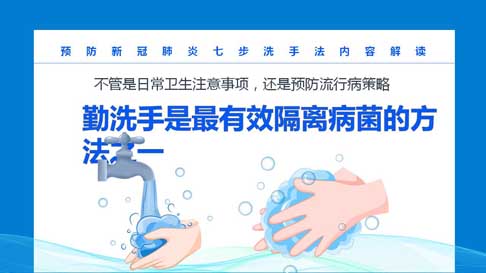 预防新冠肺炎七步洗手法内容解读
不管是日常卫生注意事项，还是预防流行病策略
勤洗手是最有效隔离病菌的方
法之一